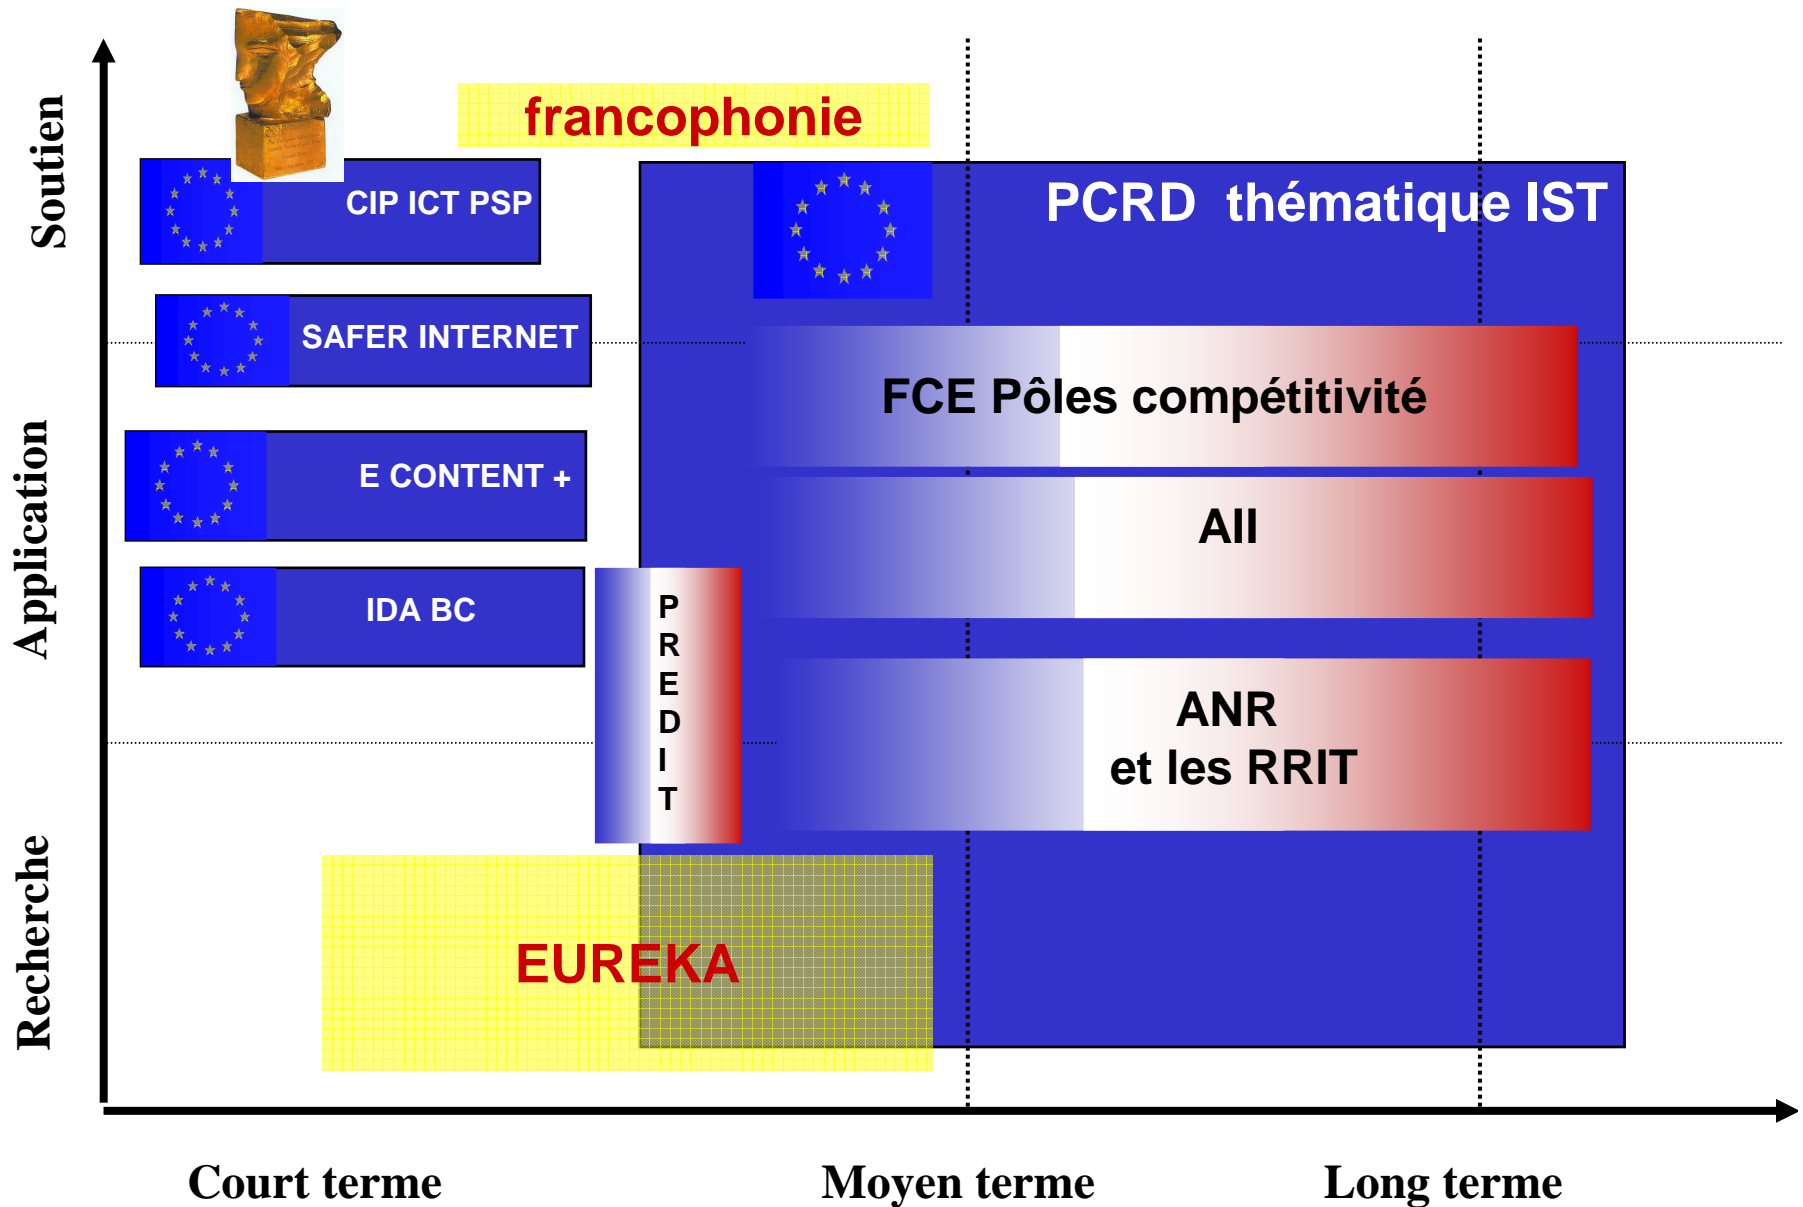 Soutien
Application
Recherche
francophonie
CIP ICT PSP
PCRD thématique IST
SAFER INTERNET
FCE Pôles compétitivité
E CONTENT +
AII
IDA BC
P
R
E
D
I
T
ANR
et les RRIT
EUREKA
Court terme
Moyen terme
Long terme